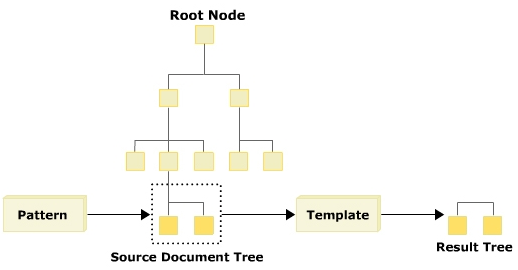 Root Node
Pattern
Template
Source Document Tree
Result Tree